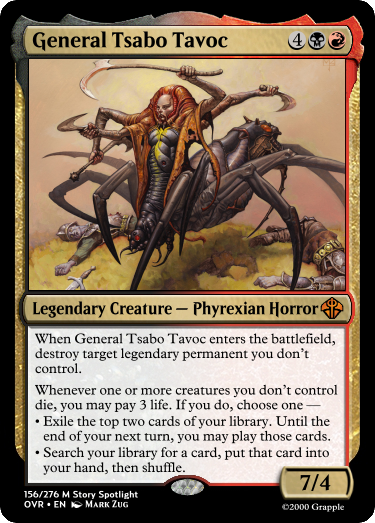 General Tsabo Tavoc 4
Legendary Creature — Phyrexian Horror
When General Tsabo Tavoc enters the battlefield,
destroy target legendary permanent you don’t
control.
Whenever one or more creatures you don’t control
die, you may pay 3 life. If you do, choose one —
• Exile the top two cards of your library. Until the
end of your next turn, you may play those cards.
• Search your library for a card, put that card into
your hand, then shuffle.
7/4
156/276 M Story Spotlight
OVR • EN Mark Zug
©2000 Grapple